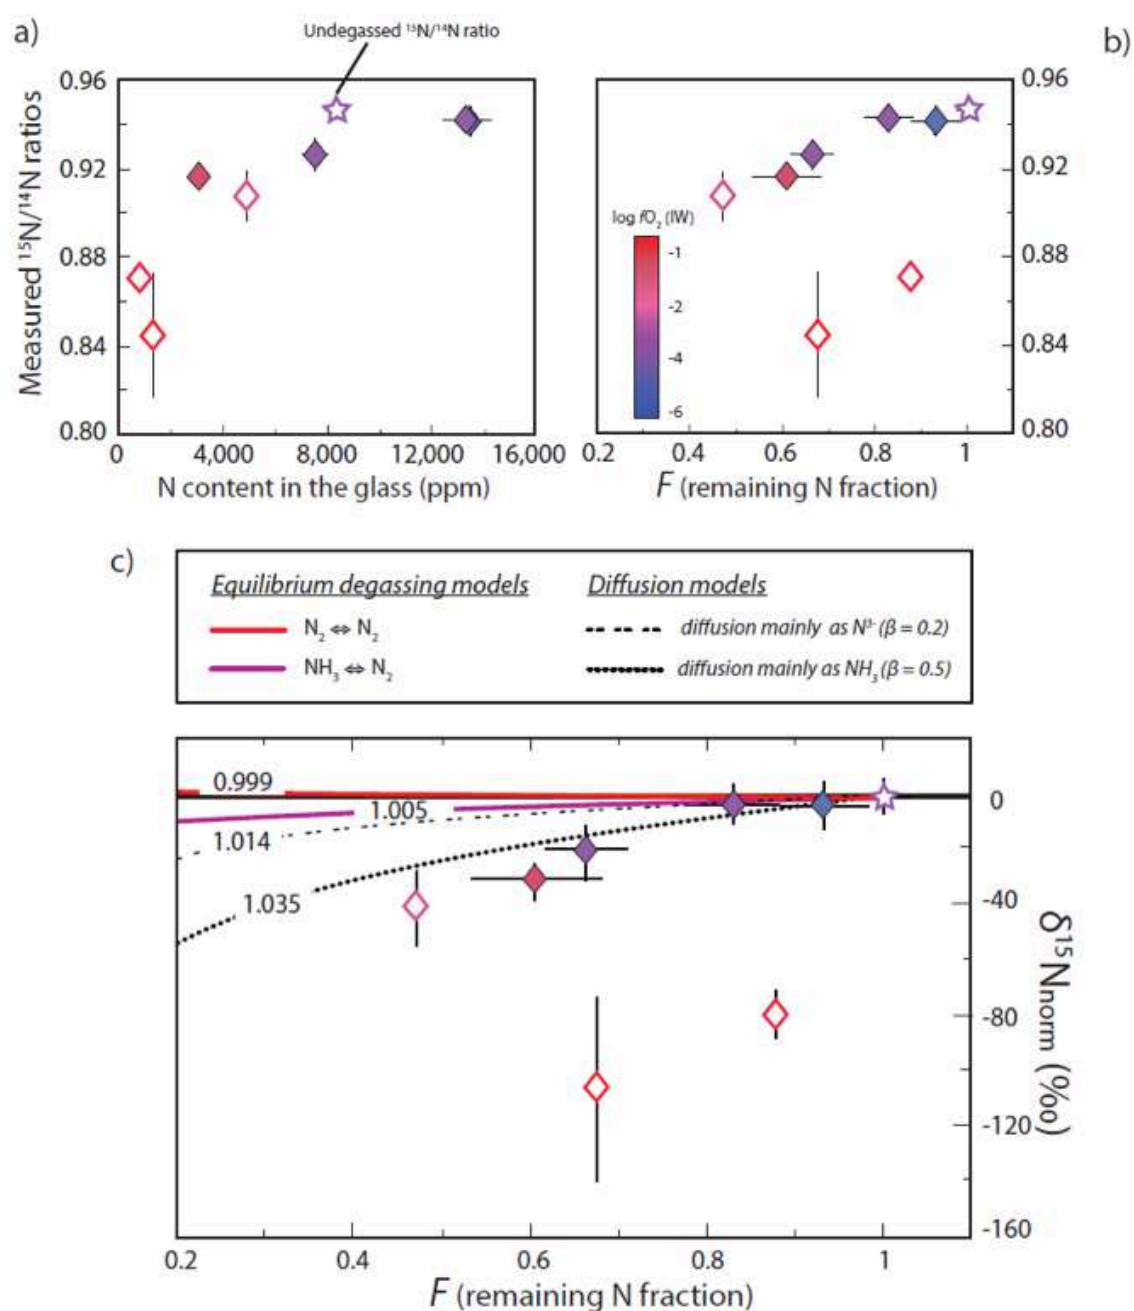 a)
Undegassed ¹⁵N/¹⁴N ratio
b)
Measured ¹⁵N/¹⁴N ratios
0.96
0.92
0.88
0.84
0.80
0
4,000
8,000
12,000
16,000
N content in the glass (ppm)
log fO₂ (IW)
-1
-2
-4
-6
0.96
0.92
0.88
0.84
0.80
0.2
0.4
0.6
0.8
1
F (remaining N fraction)
c)
Equilibrium degassing models
Diffusion models
N₂ ⇔ N₂
diffusion mainly as N³⁻ (β = 0.2)
NH₃ ⇔ N₂
diffusion mainly as NH₃ (β = 0.5)
0.999
1.005
1.014
1.035
0
-40
-80
-120
-160
δ¹⁵Nnorm (‰)
0.2
0.4
0.6
0.8
1
F (remaining N fraction)